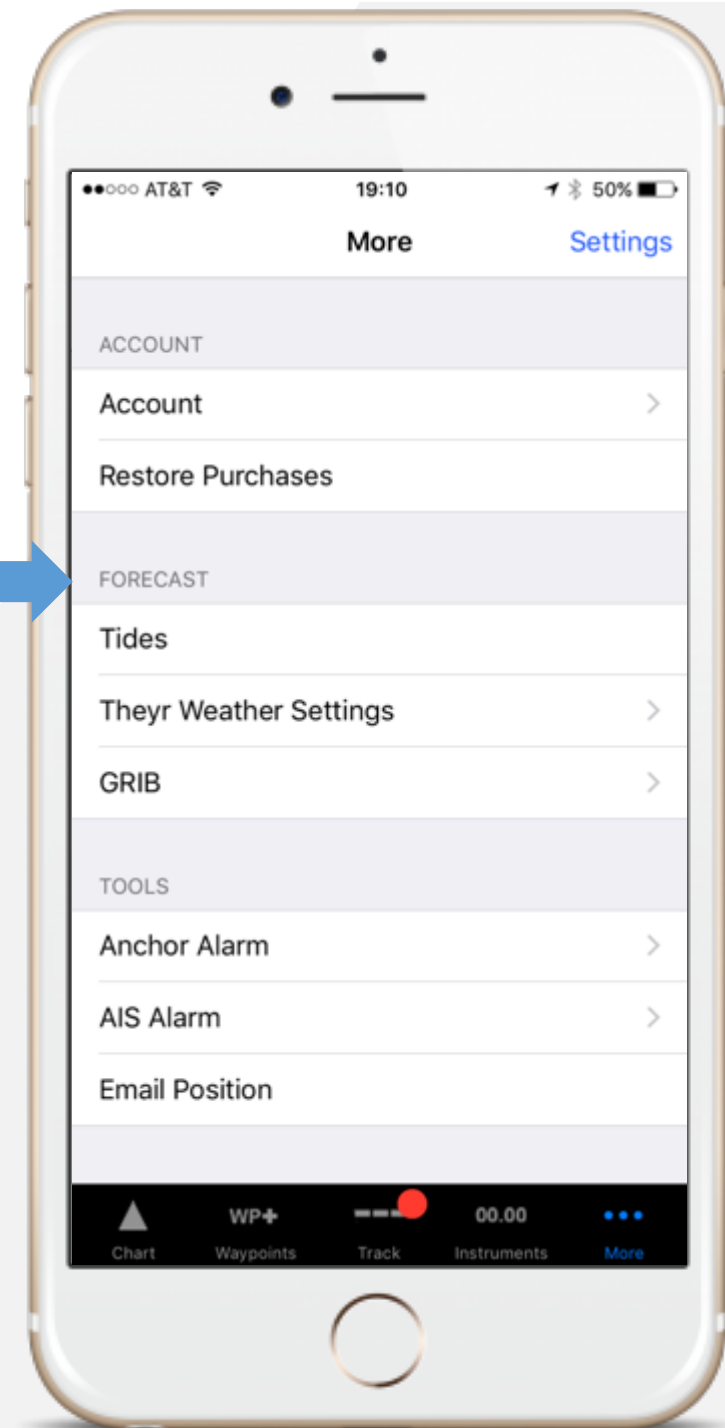 AT&T 19:10 50%
More Settings
ACCOUNT
Account
Restore Purchases
FORECAST
Tides
Theyr Weather Settings
GRIB
TOOLS
Anchor Alarm
AIS Alarm
Email Position
WP+ 00.00
Chart Waypoints Track Instruments More